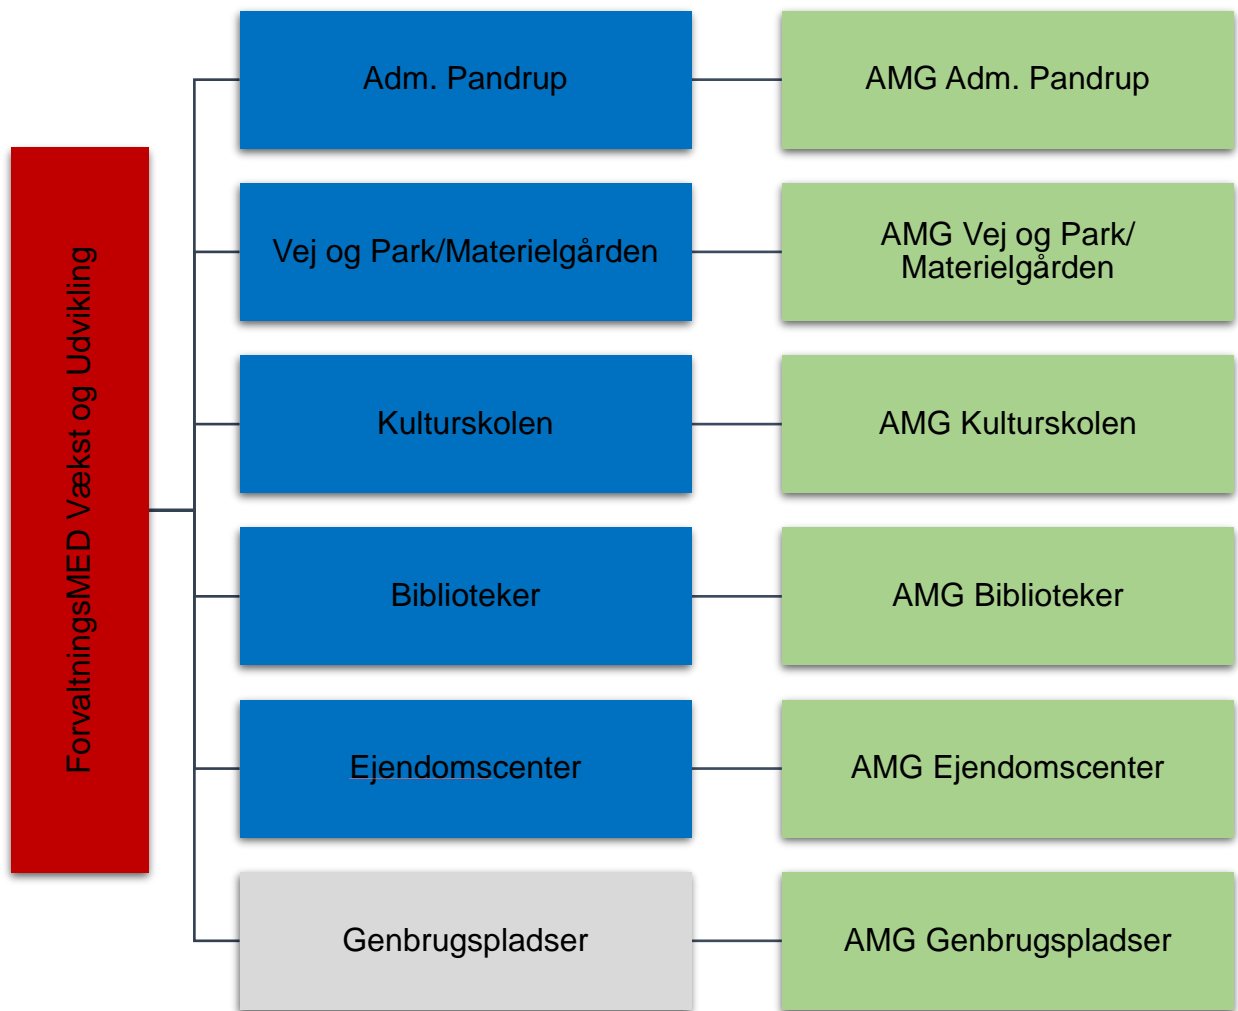 ForvaltningsMED Vækst og Udvikling
Adm. Pandrup
AMG Adm. Pandrup
Vej og Park/Materielgården
AMG Vej og Park/
Materielgården
Kulturskolen
AMG Kulturskolen
Biblioteker
AMG Biblioteker
Ejendomscenter
AMG Ejendomscenter
Genbrugspladser
AMG Genbrugspladser